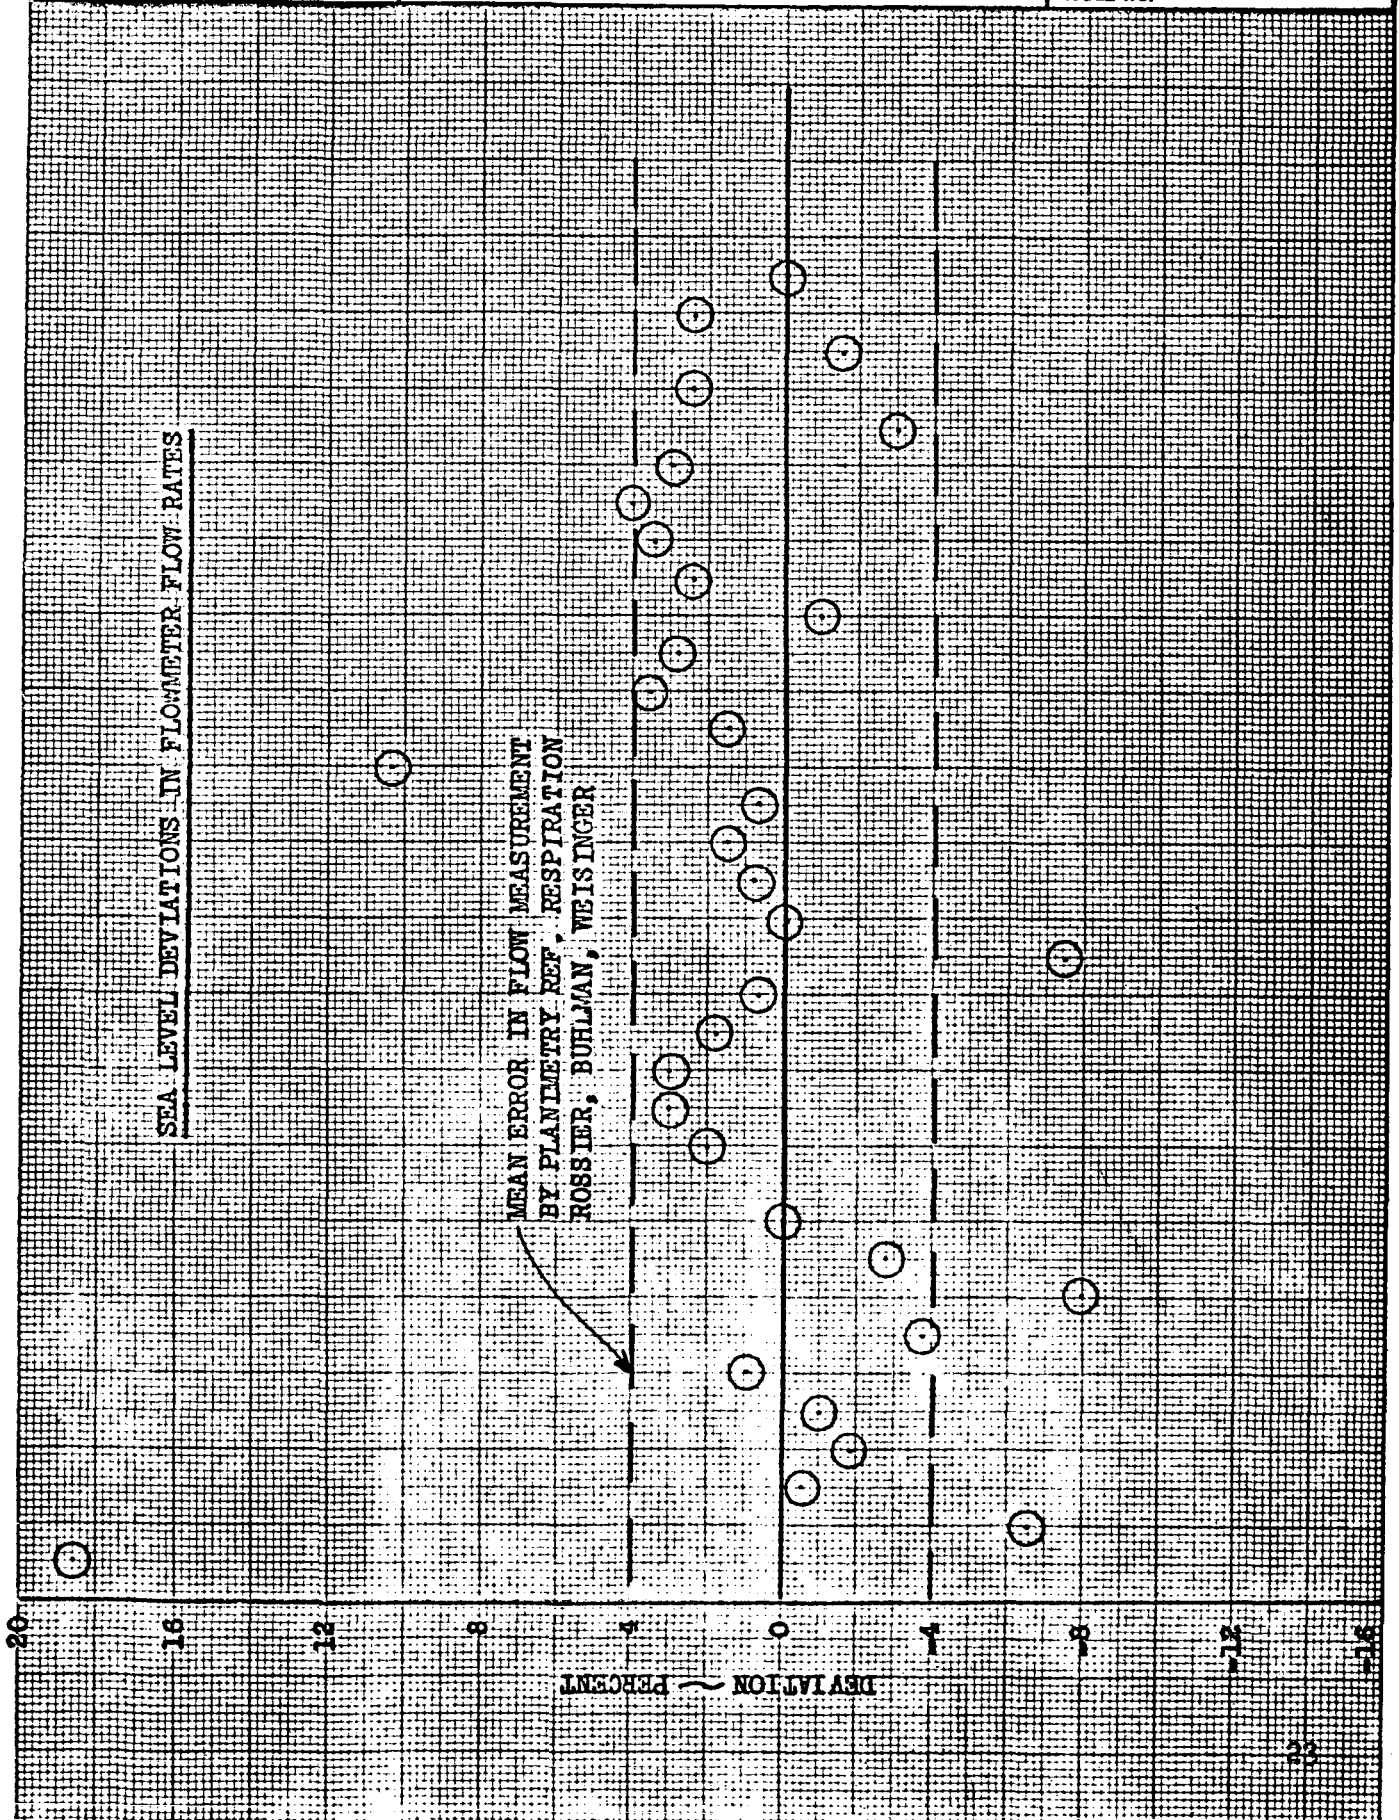 SEA LEVEL DEVIATIONS IN FLOWMETER FLOW RATES
MEAN ERROR IN FLOW MEASUREMENT
BY PLANIMETRY REF. RESPIRATION
ROSSIER, BUHLMAN, WEISINGER
20
16
12
8
4
0
-4
-8
-12
-16
DEVIATION ~ PERCENT
23